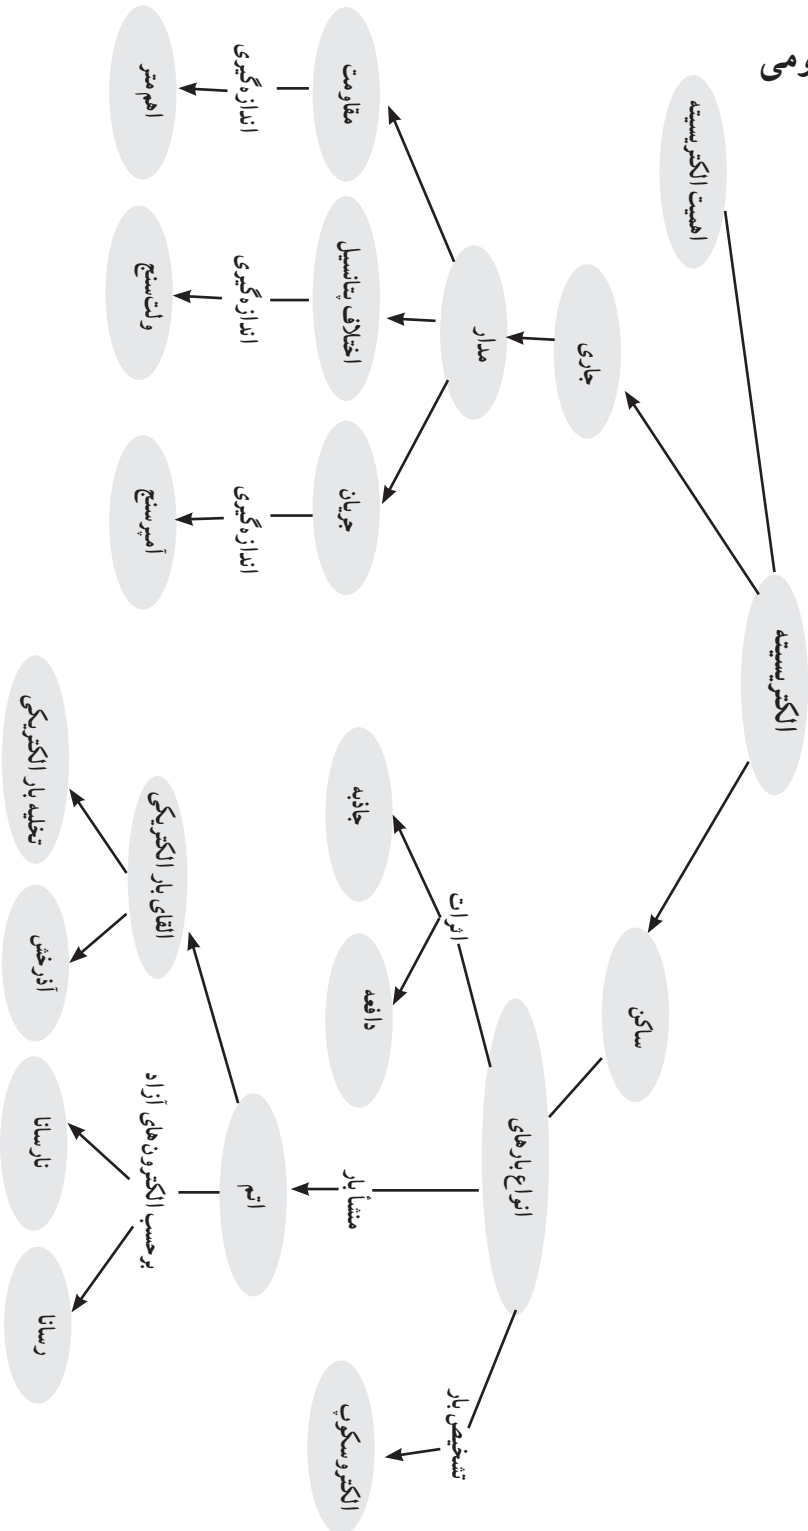 ومی
الکتریسیته
اهمیت الکتریسیته
ساکن
جاری
انواع بارهای
مدار
تشخیص بار
اثرات
منشأ بار
الکتروسکوپ
دافعه
جاذبه
جریان
اختلاف پتانسیل
مقاومت
اتم
اندازه‌گیری
اندازه‌گیری
اندازه‌گیری
برحسب الکترون‌های آزاد
القای بار الکتریکی
آمپرسنج
ولت‌سنج
اهم‌متر
رسانا
نارسانا
آذرخش
تخلیه بار الکتریکی